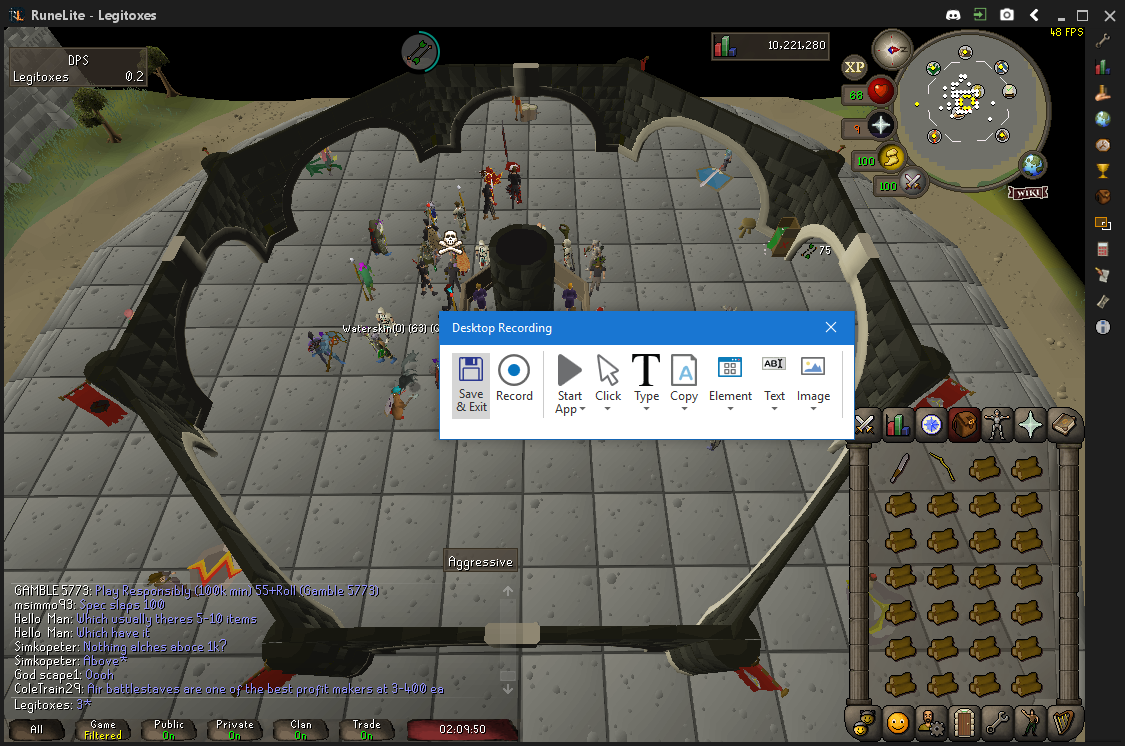 RuneLite - Legitoxes
48 FPS
DPS
Legitoxes 0.2
10,221,280
XP
68
9
100
100
WIKI
75
Waterskin(0) (63) (G
Desktop Recording
Save & Exit
Record
Start App
Click
Type
Copy
Element
Text
Image
T
A
ABI
Aggressive
GAMBLE 5773: Play Responsibly (100k min) 55+Roll (Gamble 5773)
msimmo93: Spec slaps 100
Hello Man: Which usually theres 5-10 items
Hello Man: Which have it
Simkopeter: Nothing alches aboce 1k?
Simkopeter: Above*
God scape1: Oooh
ColeTrain29: Air battlestaves are one of the best profit makers at 3-400 ea
Legitoxes: 3*
All
Game Filtered
Public On
Private On
Clan On
Trade On
02:09:50